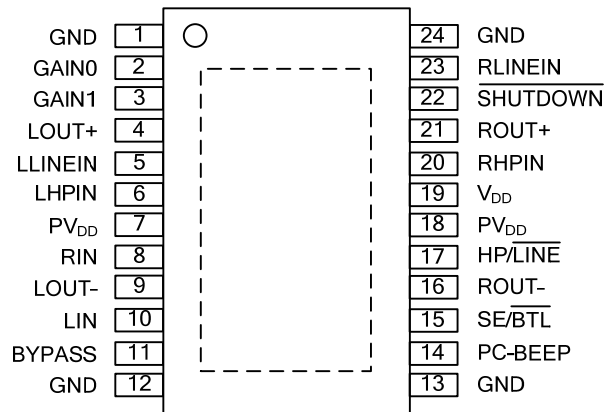 GND 1 24 GND
GAIN0 2 23 RLINEIN
GAIN1 3 22 SHUTDOWN
LOUT+ 4 21 ROUT+
LLINEIN 5 20 RHPIN
LHPIN 6 19 VDD
PVDD 7 18 PVDD
RIN 8 17 HP/LINE
LOUT- 9 16 ROUT-
LIN 10 15 SE/BTL
BYPASS 11 14 PC-BEEP
GND 12 13 GND